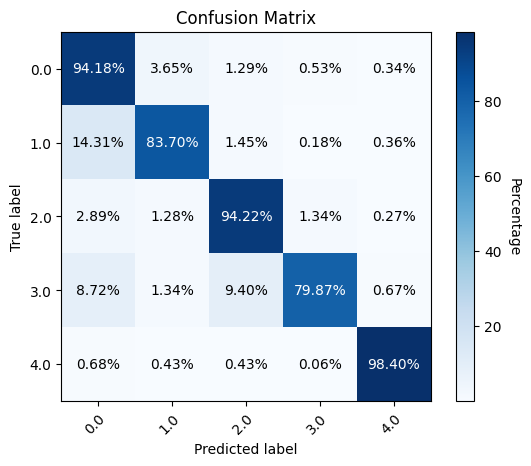 Confusion Matrix
0.0 94.18% 3.65% 1.29% 0.53% 0.34%
1.0 14.31% 83.70% 1.45% 0.18% 0.36%
2.0 2.89% 1.28% 94.22% 1.34% 0.27%
3.0 8.72% 1.34% 9.40% 79.87% 0.67%
4.0 0.68% 0.43% 0.43% 0.06% 98.40%
0.0 1.0 2.0 3.0 4.0
Predicted label
True label
80
60
40
20
Percentage